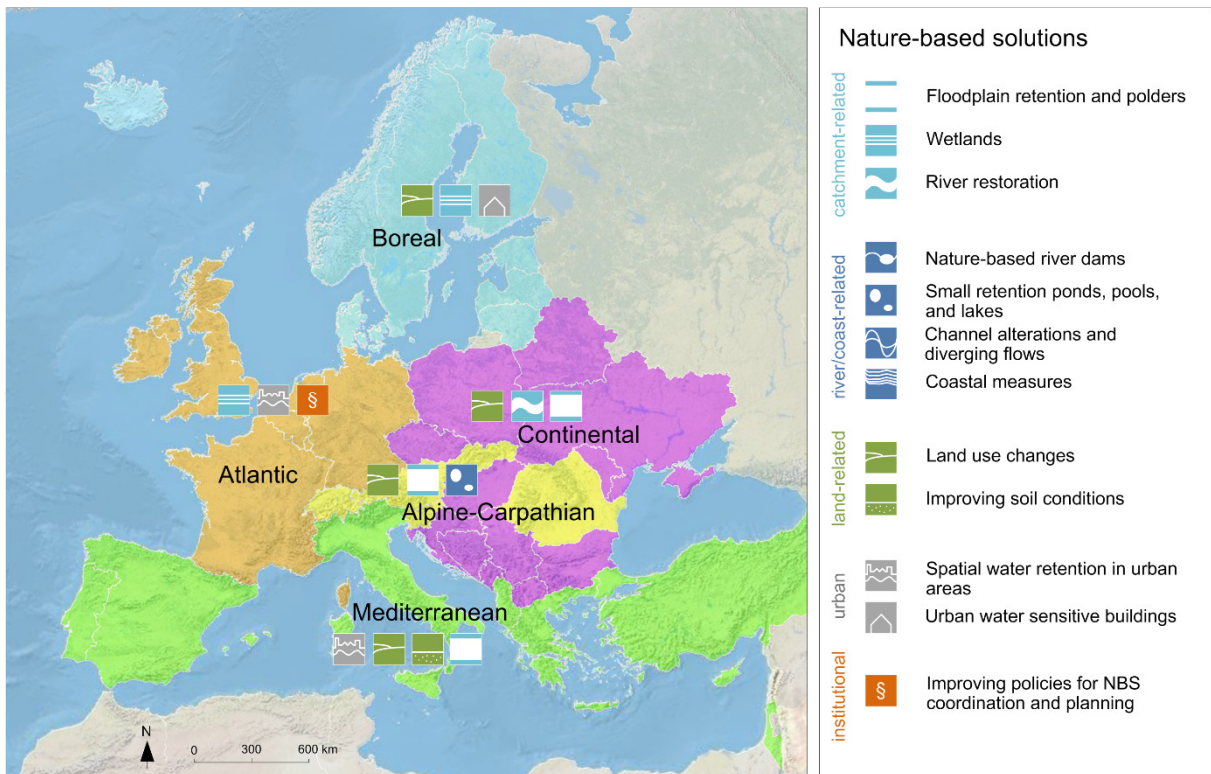 Boreal
Continental
Atlantic
Alpine-Carpathian
Mediterranean
§
N
0 300 600 km
Nature-based solutions
catchment-related
Floodplain retention and polders
Wetlands
River restoration
river/coast-related
Nature-based river dams
Small retention ponds, pools,
and lakes
Channel alterations and
diverging flows
Coastal measures
land-related
Land use changes
Improving soil conditions
urban
Spatial water retention in urban
areas
Urban water sensitive buildings
institutional
§
Improving policies for NBS
coordination and planning